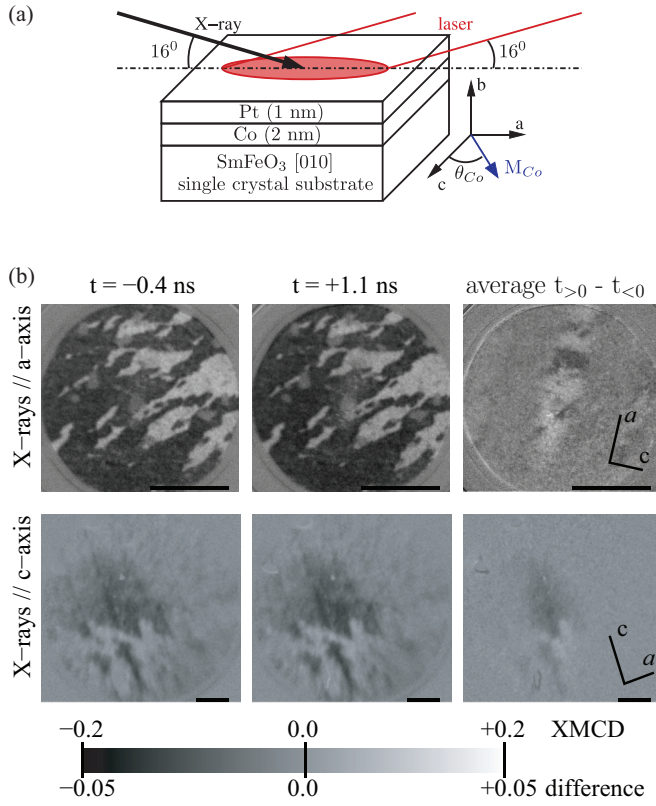 (a)
X−ray
laser
16⁰
16⁰
Pt (1 nm)
Co (2 nm)
SmFeO₃ [010]
single crystal substrate
b
a
c
θ_Co
M_Co
(b)
t = −0.4 ns
t = +1.1 ns
average t_>0 - t_<0
X−rays // a−axis
a
c
X−rays // c−axis
c
a
−0.2
0.0
+0.2
XMCD
−0.05
0.0
+0.05
difference